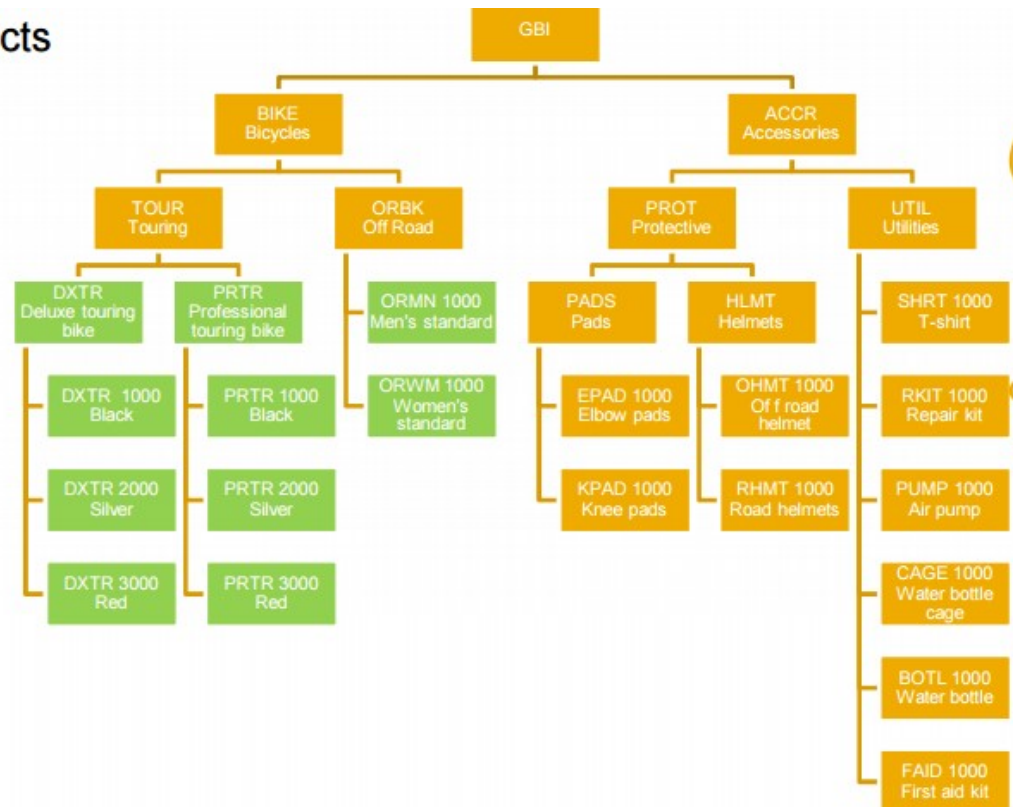 cts
GBI
BIKE
Bicycles
ACCR
Accessories
TOUR
Touring
ORBK
Off Road
PROT
Protective
UTIL
Utilities
DXTR
Deluxe touring
bike
PRTR
Professional
touring bike
ORMN 1000
Men's standard
PADS
Pads
HLMT
Helmets
SHRT 1000
T-shirt
DXTR 1000
Black
PRTR 1000
Black
ORWM 1000
Women's
standard
EPAD 1000
Elbow pads
OHMT 1000
Of f road
helmet
RKIT 1000
Repair kit
DXTR 2000
Silver
PRTR 2000
Silver
KPAD 1000
Knee pads
RHMT 1000
Road helmets
PUMP 1000
Air pump
DXTR 3000
Red
PRTR 3000
Red
CAGE 1000
Water bottle
cage
BOTL 1000
Water bottle
FAID 1000
First aid kit